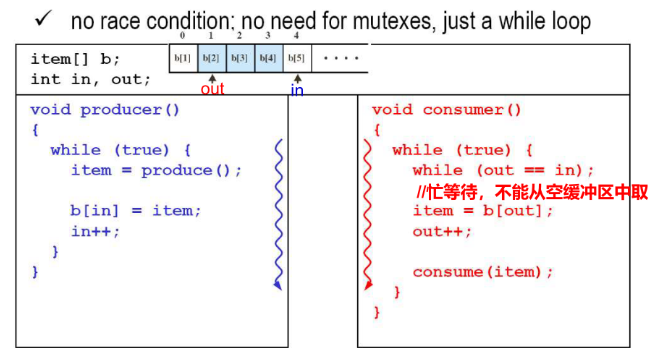 ✓ no race condition; no need for mutexes, just a while loop
0 1 2 3 4
b[1] b[2] b[3] b[4] b[5] ....
item[] b;
int in, out;
out in
void producer()
{
while (true) {
item = produce();
b[in] = item;
in++;
}
}
void consumer()
{
while (true) {
while (out == in);
//忙等待，不能从空缓冲区中取
item = b[out];
out++;
consume(item);
}
}